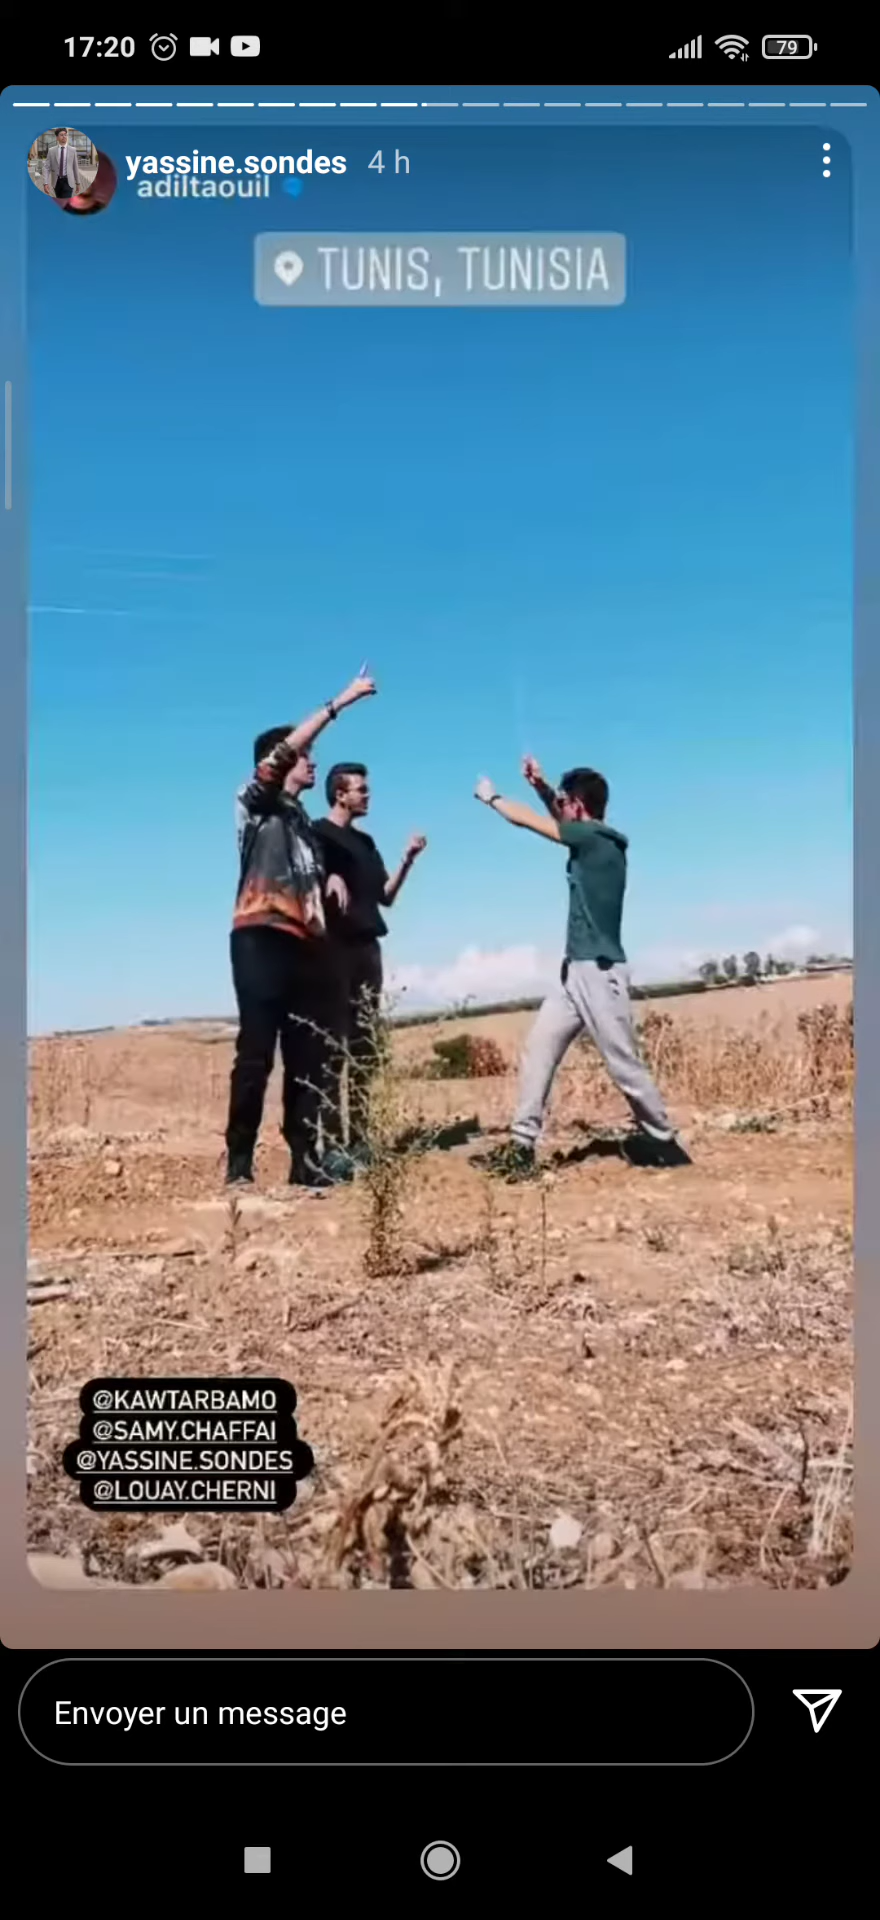 17:20
79
yassine.sondes 4 h
adiltaouil
TUNIS, TUNISIA
@KAWTARBAMO
@SAMY.CHAFFAI
@YASSINE.SONDES
@LOUAY.CHERNI
Envoyer un message